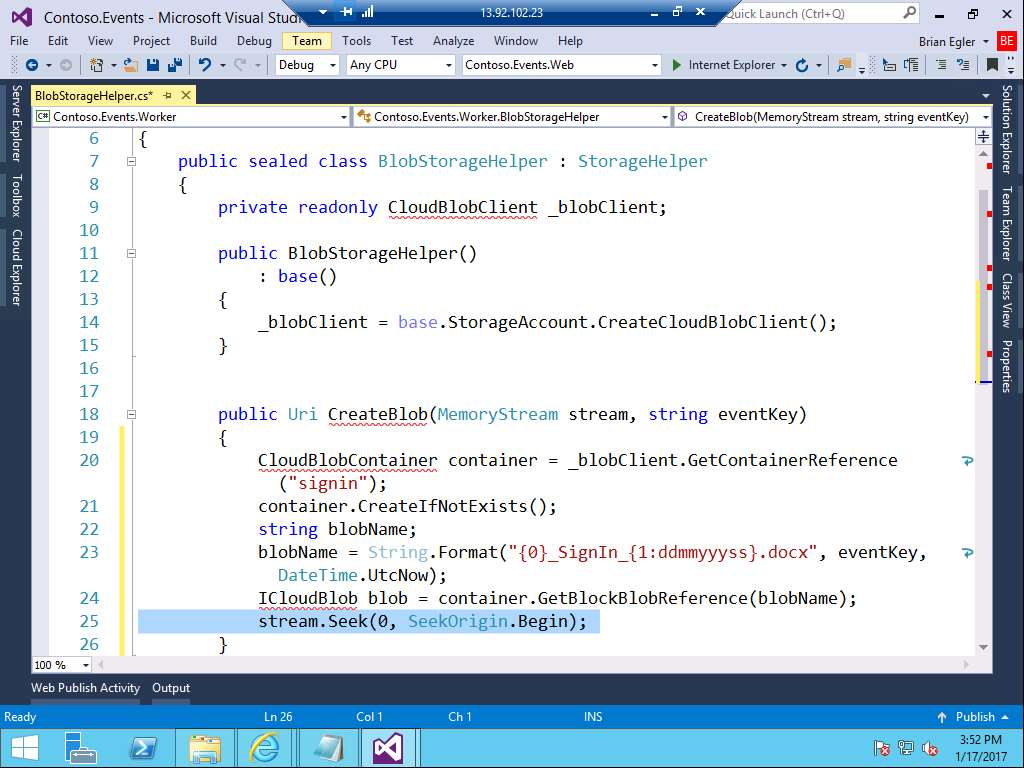 Contoso.Events - Microsoft Visual Studi
13.92.102.23
Quick Launch (Ctrl+Q)
File Edit View Project Build Debug Team Tools Test Analyze Window Help
Brian Egler BE
Debug Any CPU Contoso.Events.Web Internet Explorer
Server Explorer
Toolbox
Cloud Explorer
BlobStorageHelper.cs*
C# Contoso.Events.Worker Contoso.Events.Worker.BlobStorageHelper CreateBlob(MemoryStream stream, string eventKey)
6 {
7 public sealed class BlobStorageHelper : StorageHelper
8 {
9 private readonly CloudBlobClient _blobClient;
10
11 public BlobStorageHelper()
12 : base()
13 {
14 _blobClient = base.StorageAccount.CreateCloudBlobClient();
15 }
16
17
18 public Uri CreateBlob(MemoryStream stream, string eventKey)
19 {
20 CloudBlobContainer container = _blobClient.GetContainerReference
("signin");
21 container.CreateIfNotExists();
22 string blobName;
23 blobName = String.Format("{0}_SignIn_{1:ddmmyyyss}.docx", eventKey,
DateTime.UtcNow);
24 ICloudBlob blob = container.GetBlockBlobReference(blobName);
25 stream.Seek(0, SeekOrigin.Begin);
26 }
100 %
Solution Explorer
Team Explorer
Class View
Properties
Web Publish Activity Output
Ready Ln 26 Col 1 Ch 1 INS Publish
3:52 PM
1/17/2017